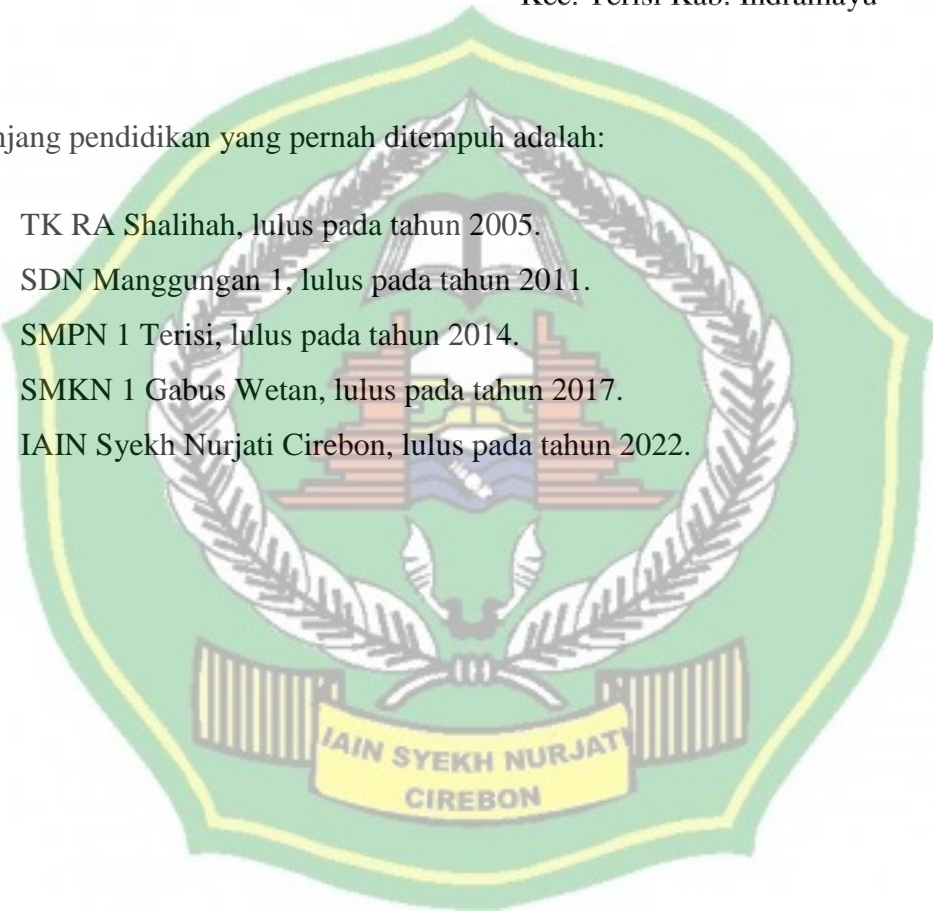 Kec. Terisi Kab. Indramayu
njang pendidikan yang pernah ditempuh adalah:
TK RA Shalihah, lulus pada tahun 2005.
SDN Manggungan 1, lulus pada tahun 2011.
SMPN 1 Terisi, lulus pada tahun 2014.
SMKN 1 Gabus Wetan, lulus pada tahun 2017.
IAIN Syekh Nurjati Cirebon, lulus pada tahun 2022.
IAIN SYEKH NURJATI
CIREBON